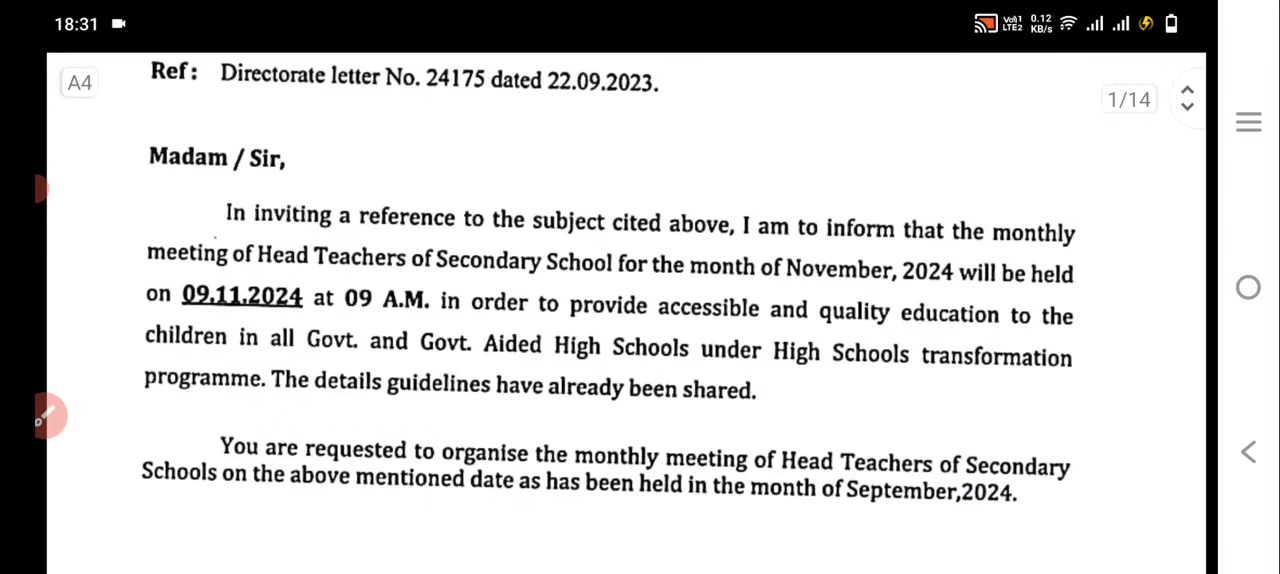 18:31 Vo)) 1 LTE2 0.12 KB/s
A4 Ref: Directorate letter No. 24175 dated 22.09.2023.
1/14
Madam / Sir,
In inviting a reference to the subject cited above, I am to inform that the monthly
meeting of Head Teachers of Secondary School for the month of November, 2024 will be held
on 09.11.2024 at 09 A.M. in order to provide accessible and quality education to the
children in all Govt. and Govt. Aided High Schools under High Schools transformation
programme. The details guidelines have already been shared.
You are requested to organise the monthly meeting of Head Teachers of Secondary
Schools on the above mentioned date as has been held in the month of September,2024.